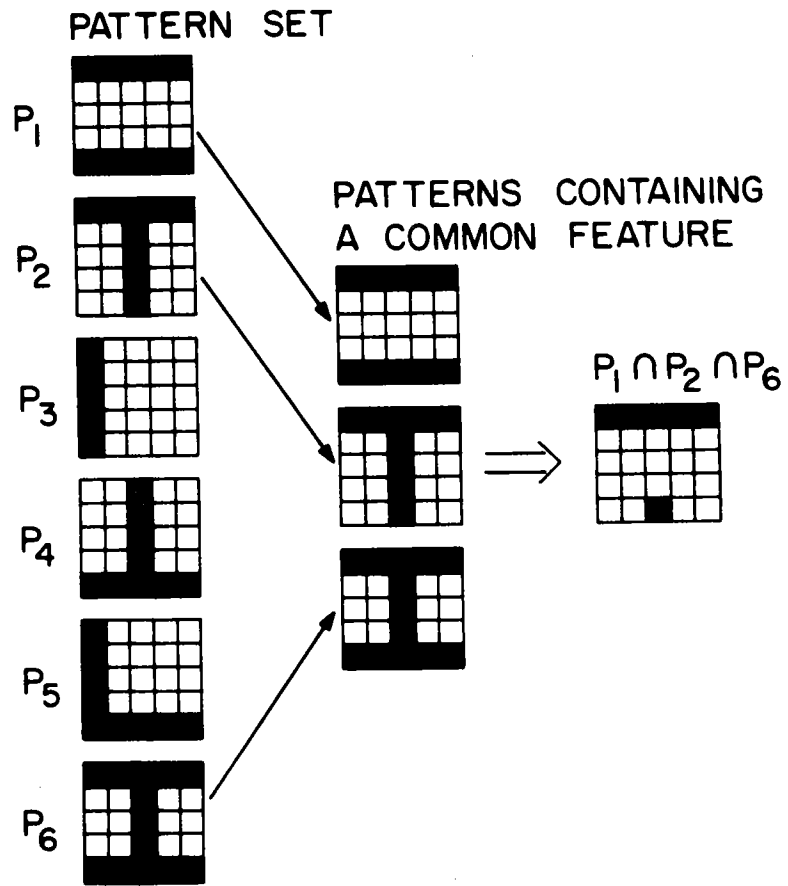 PATTERN SET
P1
P2
P3
P4
P5
P6
PATTERNS CONTAINING
A COMMON FEATURE
P1 ∩ P2 ∩ P6